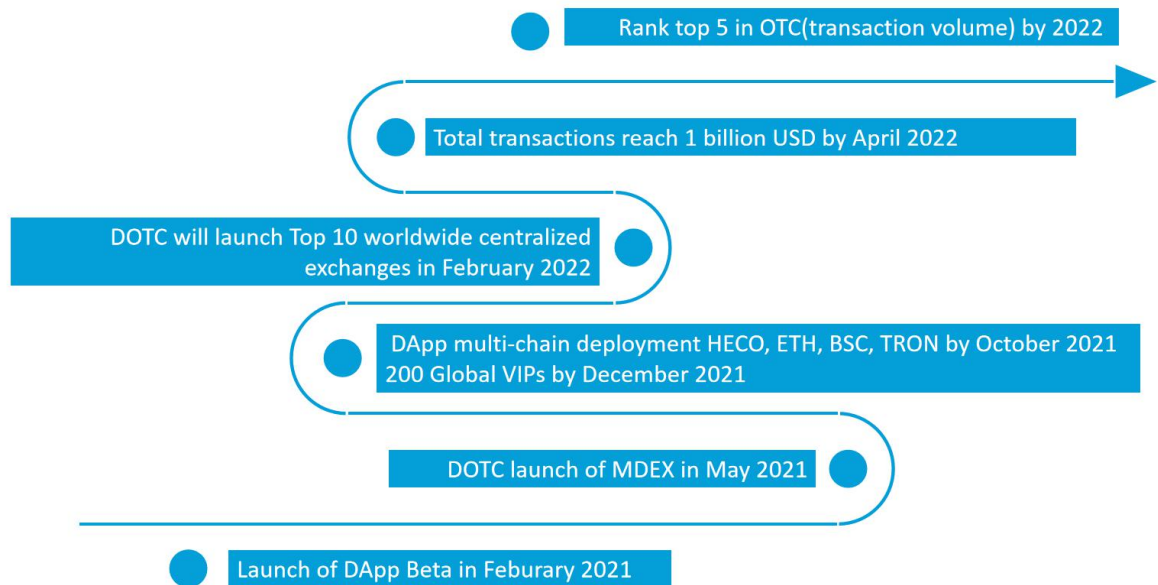 Rank top 5 in OTC(transaction volume) by 2022
Total transactions reach 1 billion USD by April 2022
DOTC will launch Top 10 worldwide centralized
exchanges in February 2022
DApp multi-chain deployment HECO, ETH, BSC, TRON by October 2021
200 Global VIPs by December 2021
DOTC launch of MDEX in May 2021
Launch of DApp Beta in Feburary 2021